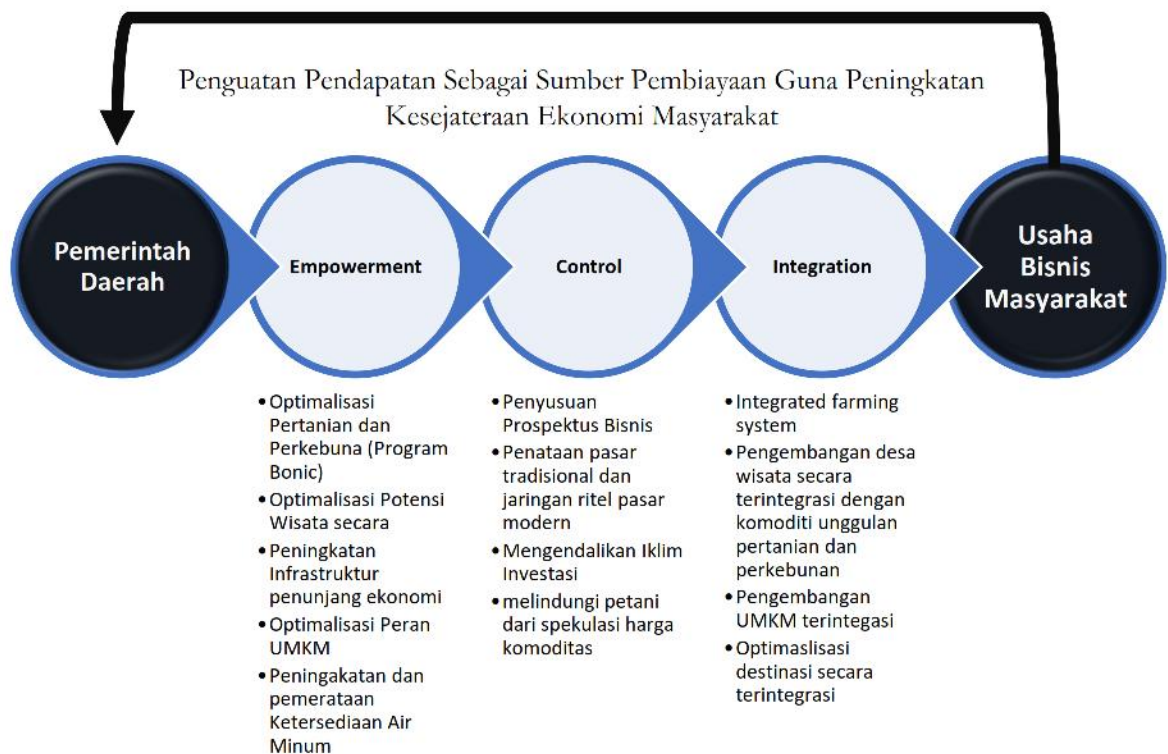 Penguatan Pendapatan Sebagai Sumber Pembiayaan Guna Peningkatan
Kesejateraan Ekonomi Masyarakat
Pemerintah
Daerah
Empowerment
Control
Integration
Usaha
Bisnis
Masyarakat
•Optimalisasi
Pertanian dan
Perkebuna (Program
Bonic)
•Optimalisasi Potensi
Wisata secara
•Peningkatan
Infrastruktur
penunjang ekonomi
•Optimalisasi Peran
UMKM
•Peningakatan dan
pemerataan
Ketersediaan Air
Minum
•Penyusuan
Prospektus Bisnis
•Penataan pasar
tradisional dan
jaringan ritel pasar
modern
•Mengendalikan Iklim
Investasi
•melindungi petani
dari spekulasi harga
komoditas
•Integrated farming
system
•Pengembangan desa
wisata secara
terintegrasi dengan
komoditi unggulan
pertanian dan
perkebunan
•Pengembangan
UMKM terintegasi
•Optimaslisasi
destinasi secara
terintegrasi